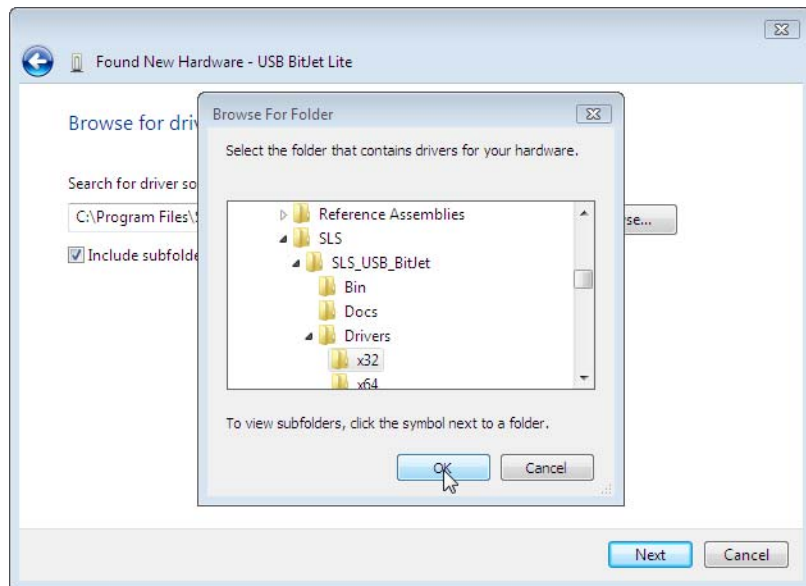 Found New Hardware - USB BitJet Lite
Browse for driv
Browse For Folder
Select the folder that contains drivers for your hardware.
Search for driver so
C:\Program Files\S
se...
Include subfolde
Reference Assemblies
SLS
SLS_USB_BitJet
Bin
Docs
Drivers
x32
x64
To view subfolders, click the symbol next to a folder.
OK
Cancel
Next
Cancel